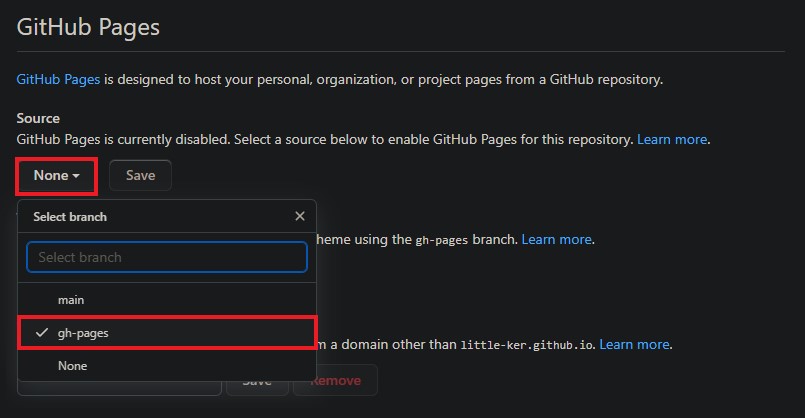 GitHub Pages
GitHub Pages is designed to host your personal, organization, or project pages from a GitHub repository.
Source
GitHub Pages is currently disabled. Select a source below to enable GitHub Pages for this repository. Learn more.
None Save
Select branch
heme using the gh-pages branch. Learn more.
Select branch
main
gh-pages
m a domain other than little-ker.github.io. Learn more.
None
Save Remove